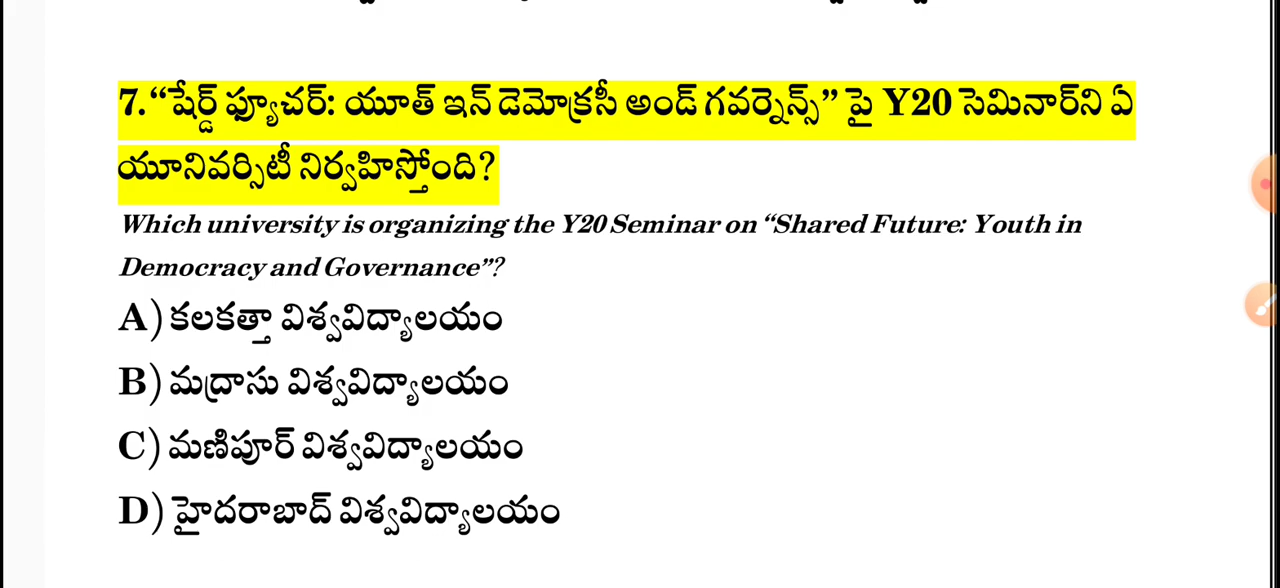 7.“షేర్డ్ ఫ్యూచర్: యూత్ ఇన్ డెమోక్రసీ అండ్ గవర్నెన్స్” పై Y20 సెమినార్‌ని ఏ
యూనివర్సిటీ నిర్వహిస్తోంది?
Which university is organizing the Y20 Seminar on “Shared Future: Youth in
Democracy and Governance”?
A) కలకత్తా విశ్వవిద్యాలయం
B) మద్రాసు విశ్వవిద్యాలయం
C) మణిపూర్ విశ్వవిద్యాలయం
D) హైదరాబాద్ విశ్వవిద్యాలయం